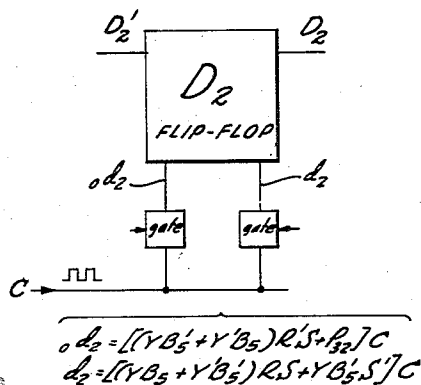 D₂' D₂
D₂
FLIP-FLOP
₀d₂ d₂
gate gate
C
₀d₂ = [(YB₅' + Y'B₅) R'S + P₃₂] C
d₂ = [(YB₅ + Y'B₅') RS + YB₅'S'] C